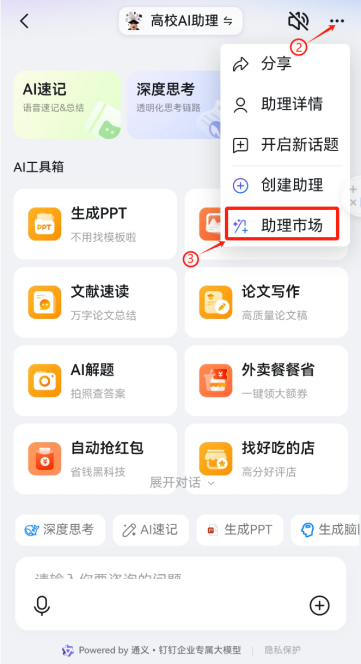 高校AI助理
②
分享
助理详情
开启新话题
创建助理
助理市场
③
AI速记
语音速记&总结
深度思考
透明化思考链路
AI工具箱
生成PPT
不用找模板啦
PPT
文献速读
万字论文总结
论文写作
高质量论文稿
AI解题
拍照查答案
外卖餐餐省
一键领大额券
自动抢红包
省钱黑科技
找好吃的店
高分好评店
展开对话
深度思考
AI速记
生成PPT
生成脑
请输入你要咨询的问题
Powered by 通义·钉钉企业专属大模型
隐私保护